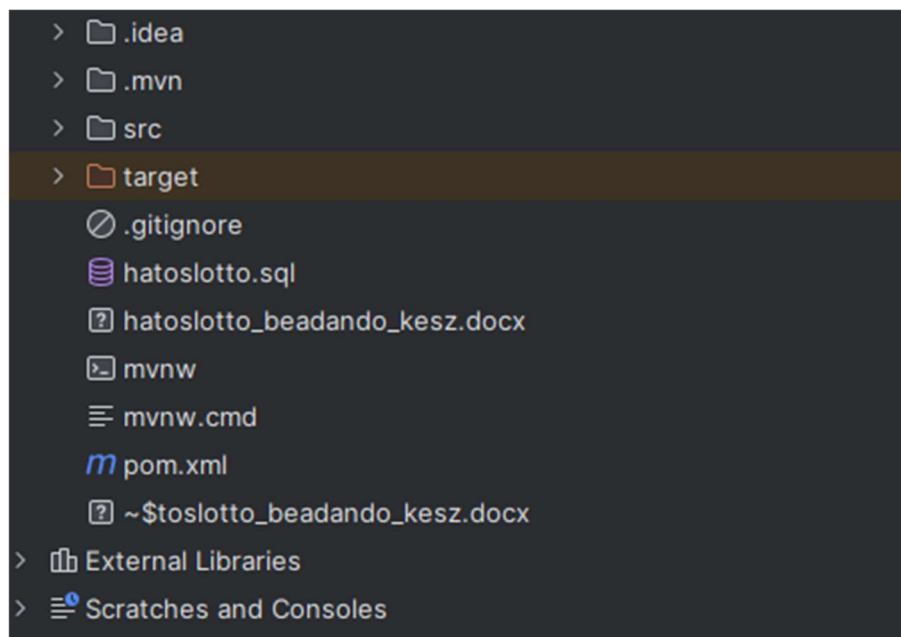 .idea
.mvn
src
target
.gitignore
hatoslotto.sql
hatoslotto_beadando_kesz.docx
mvnw
mvnw.cmd
pom.xml
~$toslotto_beadando_kesz.docx
External Libraries
Scratches and Consoles